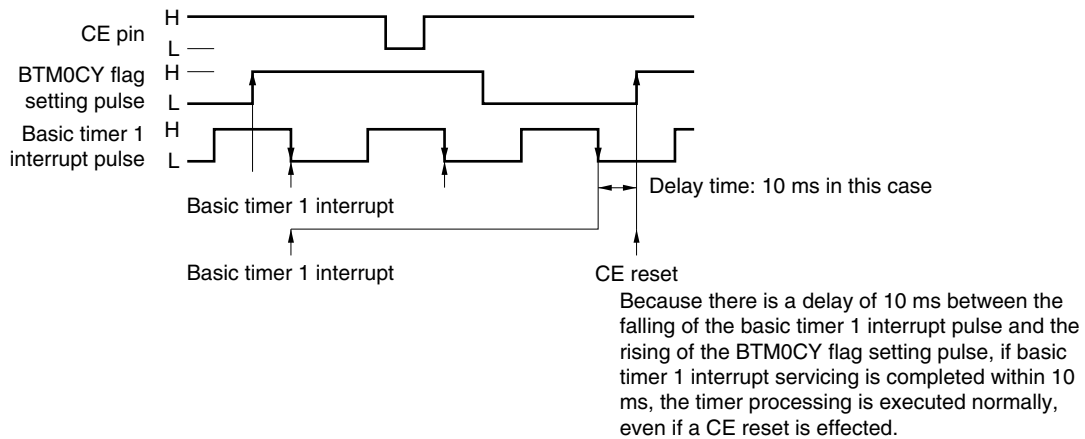 H
CE pin
L
BTM0CY flag
H
setting pulse
L
Basic timer 1
H
interrupt pulse
L
Delay time: 10 ms in this case
Basic timer 1 interrupt
Basic timer 1 interrupt
CE reset
Because there is a delay of 10 ms between the
falling of the basic timer 1 interrupt pulse and the
rising of the BTM0CY flag setting pulse, if basic
timer 1 interrupt servicing is completed within 10
ms, the timer processing is executed normally,
even if a CE reset is effected.